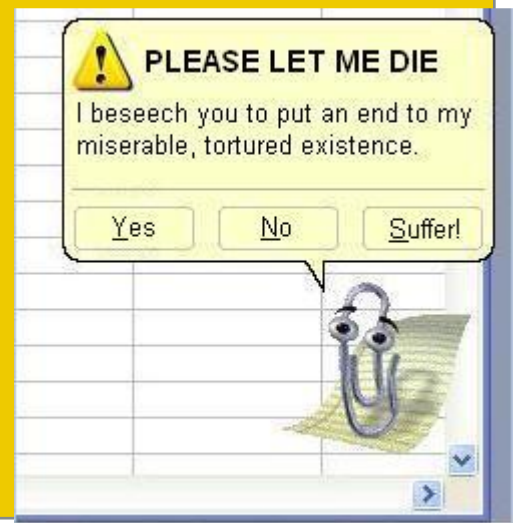 PLEASE LET ME DIE
I beseech you to put an end to my
miserable, tortured existence.
Yes No Suffer!